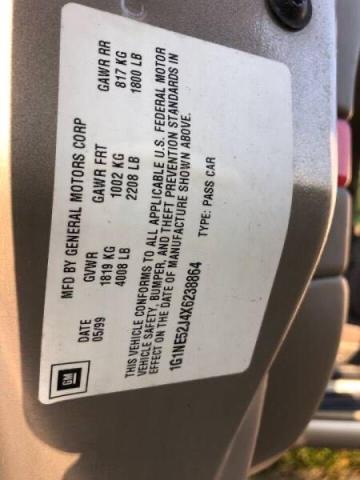 MFD BY GENERAL MOTORS CORP
DATE GVWR GAWR FRT GAWR RR
05/99 1819 KG 1002 KG 817 KG
4008 LB 2208 LB 1800 LB
THIS VEHICLE CONFORMS TO ALL APPLICABLE U.S. FEDERAL MOTOR
VEHICLE SAFETY, BUMPER, AND THEFT PREVENTION STANDARDS IN
EFFECT ON THE DATE OF MANUFACTURE SHOWN ABOVE.
1G1NE52J4X6238864 TYPE: PASS CAR
GM